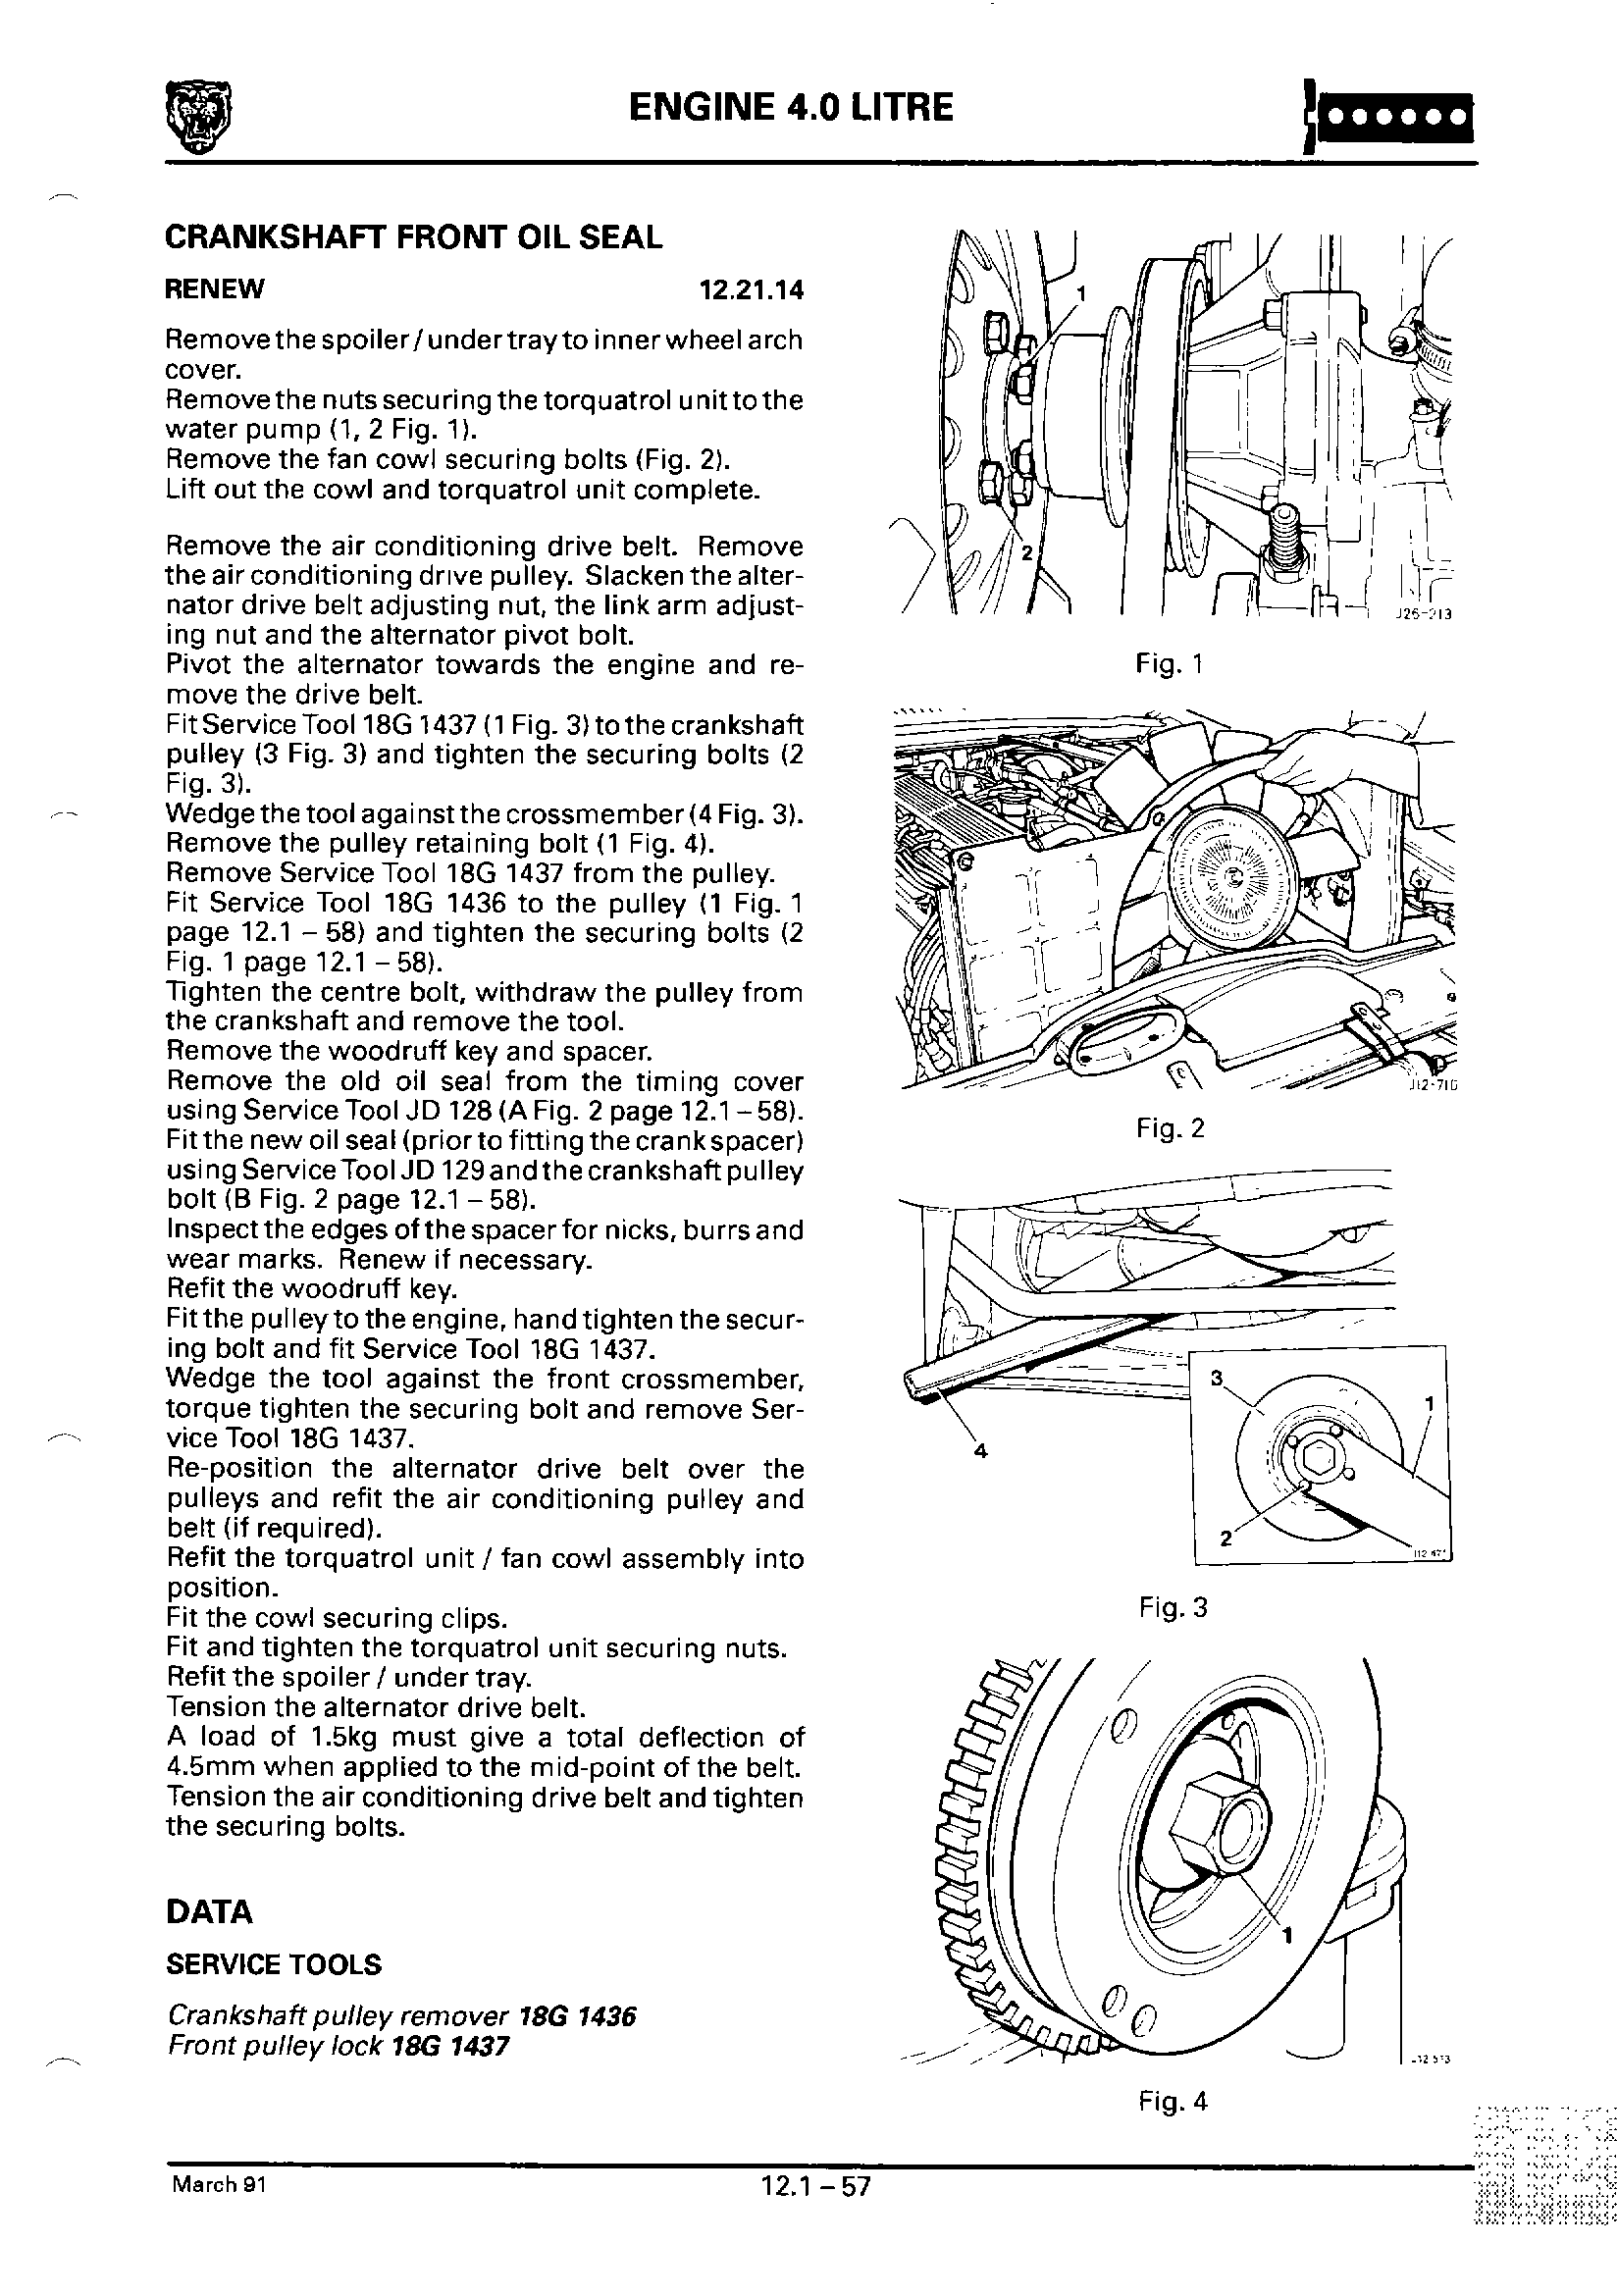 ENGINE 4.0 LITRE
CRANKSHAFT FRONT OIL SEAL
RENEW 12.21.14
Remove the spoiler / under tray to inner wheel arch
cover.
Remove the nuts securing the torquatrol unit to the
water pump (1, 2 Fig. 1).
Remove the fan cowl securing bolts (Fig. 2).
Lift out the cowl and torquatrol unit complete.
Remove the air conditioning drive belt. Remove
the air conditioning drive pulley. Slacken the alter-
nator drive belt adjusting nut, the link arm adjust-
ing nut and the alternator pivot bolt.
Pivot the alternator towards the engine and re-
move the drive belt.
Fit Service Tool 18G 1437 (1 Fig. 3) to the crankshaft
pulley (3 Fig. 3) and tighten the securing bolts (2
Fig. 3).
Wedge the tool against the crossmember (4 Fig. 3).
Remove the pulley retaining bolt (1 Fig. 4).
Remove Service Tool 18G 1437 from the pulley.
Fit Service Tool 18G 1436 to the pulley (1 Fig. 1
page 12.1 – 58) and tighten the securing bolts (2
Fig. 1 page 12.1 – 58).
Tighten the centre bolt, withdraw the pulley from
the crankshaft and remove the tool.
Remove the woodruff key and spacer.
Remove the old oil seal from the timing cover
using Service Tool JD 128 (A Fig. 2 page 12.1 – 58).
Fit the new oil seal (prior to fitting the crank spacer)
using Service Tool JD 129 and the crankshaft pulley
bolt (B Fig. 2 page 12.1 – 58).
Inspect the edges of the spacer for nicks, burrs and
wear marks. Renew if necessary.
Refit the woodruff key.
Fit the pulley to the engine, hand tighten the secur-
ing bolt and fit Service Tool 18G 1437.
Wedge the tool against the front crossmember,
torque tighten the securing bolt and remove Ser-
vice Tool 18G 1437.
Re-position the alternator drive belt over the
pulleys and refit the air conditioning pulley and
belt (if required).
Refit the torquatrol unit / fan cowl assembly into
position.
Fit the cowl securing clips.
Fit and tighten the torquatrol unit securing nuts.
Refit the spoiler / under tray.
Tension the alternator drive belt.
A load of 1.5kg must give a total deflection of
4.5mm when applied to the mid-point of the belt.
Tension the air conditioning drive belt and tighten
the securing bolts.
DATA
SERVICE TOOLS
Crankshaft pulley remover 18G 1436
Front pulley lock 18G 1437
1
2
J26-213
Fig. 1
J12-716
Fig. 2
3
1
4
2
Fig. 3
1
Fig. 4
March 91
12.1 – 57